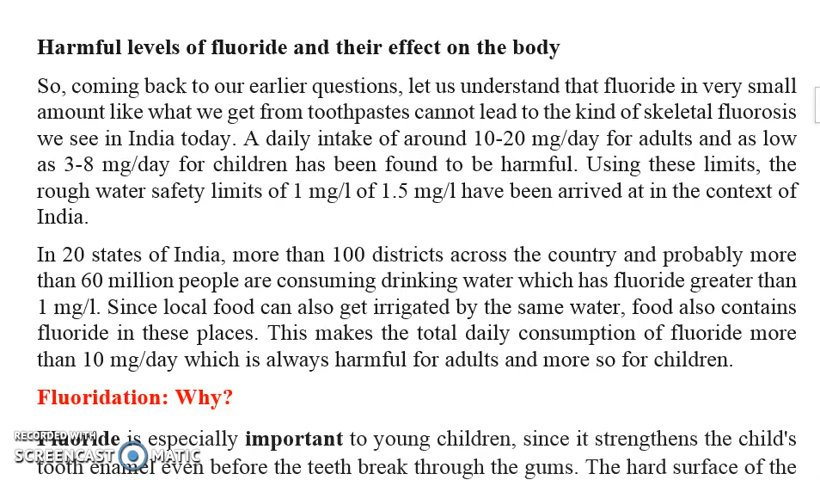 Harmful levels of fluoride and their effect on the body
So, coming back to our earlier questions, let us understand that fluoride in very small
amount like what we get from toothpastes cannot lead to the kind of skeletal fluorosis
we see in India today. A daily intake of around 10-20 mg/day for adults and as low
as 3-8 mg/day for children has been found to be harmful. Using these limits, the
rough water safety limits of 1 mg/l of 1.5 mg/l have been arrived at in the context of
India.
In 20 states of India, more than 100 districts across the country and probably more
than 60 million people are consuming drinking water which has fluoride greater than
1 mg/l. Since local food can also get irrigated by the same water, food also contains
fluoride in these places. This makes the total daily consumption of fluoride more
than 10 mg/day which is always harmful for adults and more so for children.
Fluoridation: Why?
Fluoride is especially important to young children, since it strengthens the child's
tooth enamel even before the teeth break through the gums. The hard surface of the
RECORDED WITH
SCREENCAST MATIC